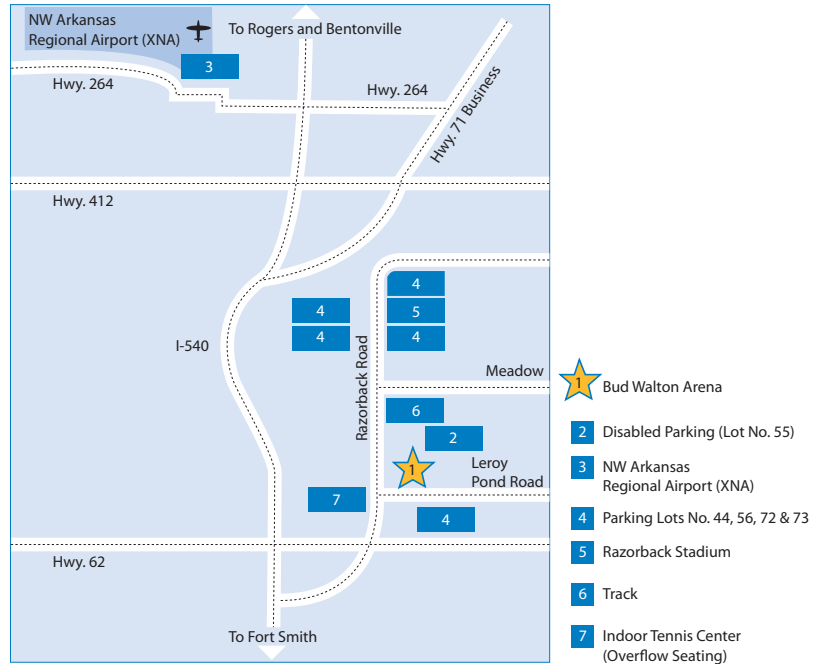 NW Arkansas
Regional Airport (XNA)
To Rogers and Bentonville
3
Hwy. 264
Hwy. 264
Hwy. 71 Business
Hwy. 412
4
4
5
4
4
I-540
Razorback Road
Meadow
6
2
1
Leroy
Pond Road
7
4
Hwy. 62
To Fort Smith
1 Bud Walton Arena
2 Disabled Parking (Lot No. 55)
3 NW Arkansas
Regional Airport (XNA)
4 Parking Lots No. 44, 56, 72 & 73
5 Razorback Stadium
6 Track
7 Indoor Tennis Center
(Overflow Seating)